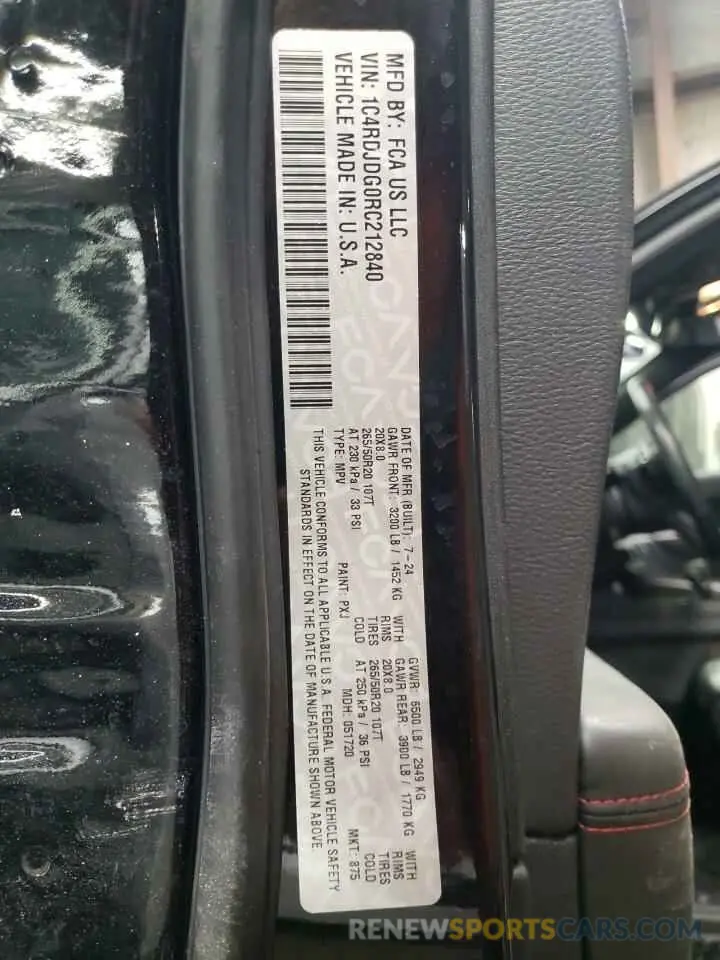 MFD BY: FCA US LLC
VIN: 1C4RDJDG0RC212840
VEHICLE MADE IN: U.S.A.
DATE OF MFR (BUILT): 7-24 GVWR: 6500 LB / 2949 KG
GAWR FRONT: 3200 LB / 1452 KG WITH GAWR REAR: 3900 LB / 1770 KG WITH
20X8.0 RIMS 20X8.0 RIMS
265/50R20 107T TIRES 265/50R20 107T TIRES
AT 230 kPa / 33 PSI COLD AT 250 kPa / 36 PSI COLD
TYPE: MPV PAINT: PXJ MDH: 051720 MKT: 875
THIS VEHICLE CONFORMS TO ALL APPLICABLE U.S.A. FEDERAL MOTOR VEHICLE SAFETY
STANDARDS IN EFFECT ON THE DATE OF MANUFACTURE SHOWN ABOVE
RENEWSPORTSCARS.COM